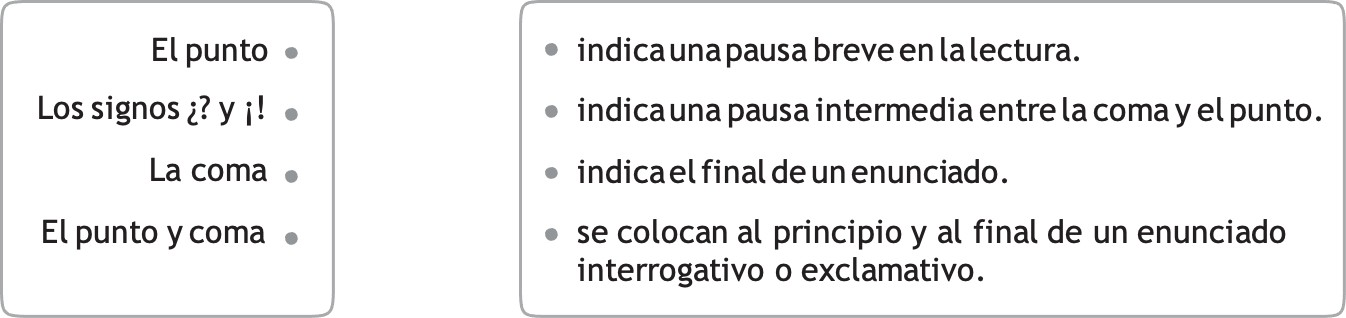 El punto
Los signos ¿? y ¡!
La coma
El punto y coma
indica una pausa breve en la lectura.
indica una pausa intermedia entre la coma y el punto.
indica el final de un enunciado.
se colocan al principio y al final de un enunciado
interrogativo o exclamativo.